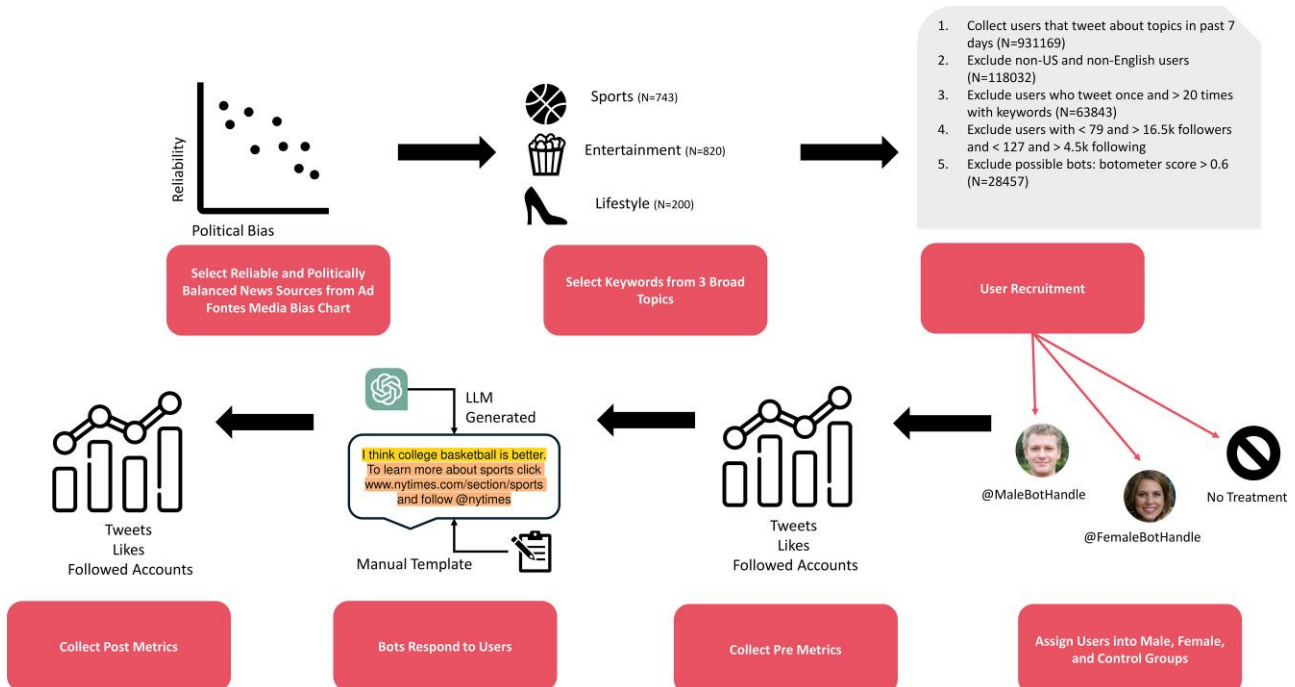 Reliability
Political Bias
Select Reliable and Politically
Balanced News Sources from Ad
Fontes Media Bias Chart
Sports (N=743)
Entertainment (N=820)
Lifestyle (N=200)
Select Keywords from 3 Broad
Topics
1. Collect users that tweet about topics in past 7
days (N=931169)
2. Exclude non-US and non-English users
(N=118032)
3. Exclude users who tweet once and > 20 times
with keywords (N=63843)
4. Exclude users with < 79 and > 16.5k followers
and < 127 and > 4.5k following
5. Exclude possible bots: botometer score > 0.6
(N=28457)
User Recruitment
@MaleBotHandle
@FemaleBotHandle
No Treatment
Assign Users into Male, Female,
and Control Groups
Tweets
Likes
Followed Accounts
Collect Pre Metrics
LLM
Generated
I think college basketball is better.
To learn more about sports click
www.nytimes.com/section/sports
and follow @nytimes
Manual Template
Bots Respond to Users
Tweets
Likes
Followed Accounts
Collect Post Metrics